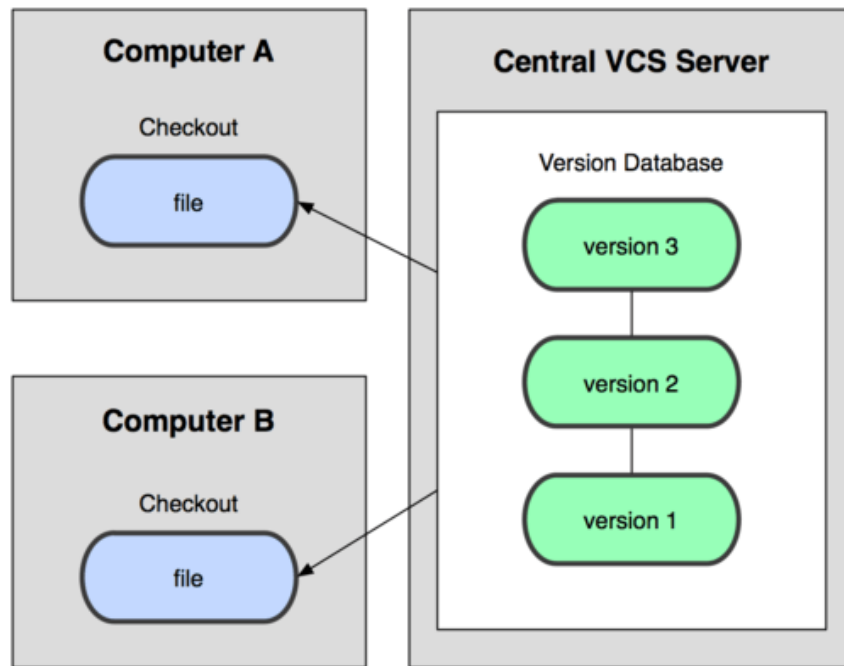 Computer A
Checkout
file
Computer B
Checkout
file
Central VCS Server
Version Database
version 3
version 2
version 1